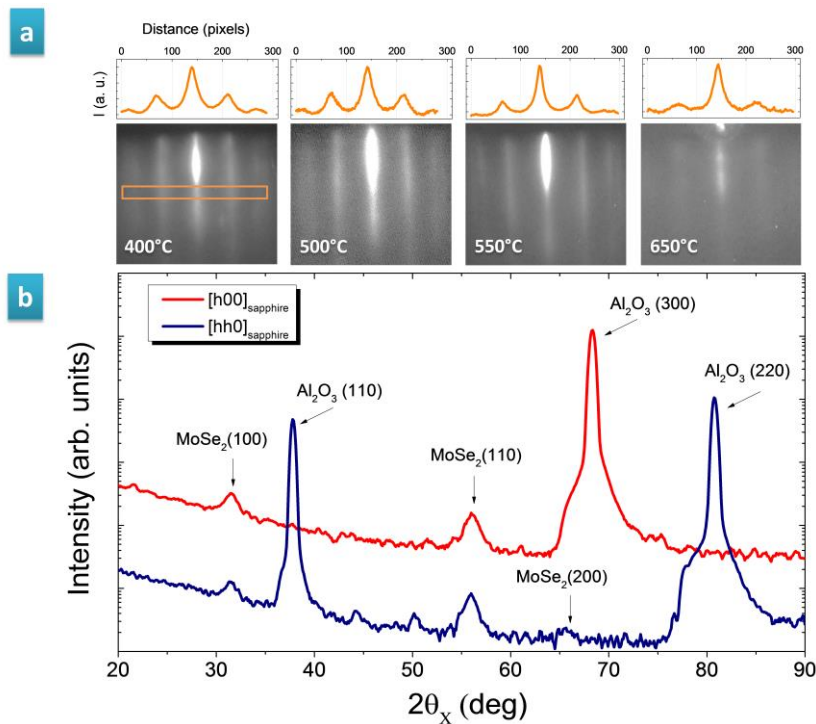 a
Distance (pixels)
0 100 200 300 0 100 200 300 0 100 200 300 0 100 200 300
I (a. u.)
400°C 500°C 550°C 650°C
b
[h00]sapphire
[hh0]sapphire
Al2O3 (300)
Al2O3 (110)
Al2O3 (220)
MoSe2(100)
MoSe2(110)
MoSe2(200)
Intensity (arb. units)
20 30 40 50 60 70 80 90
2θX (deg)